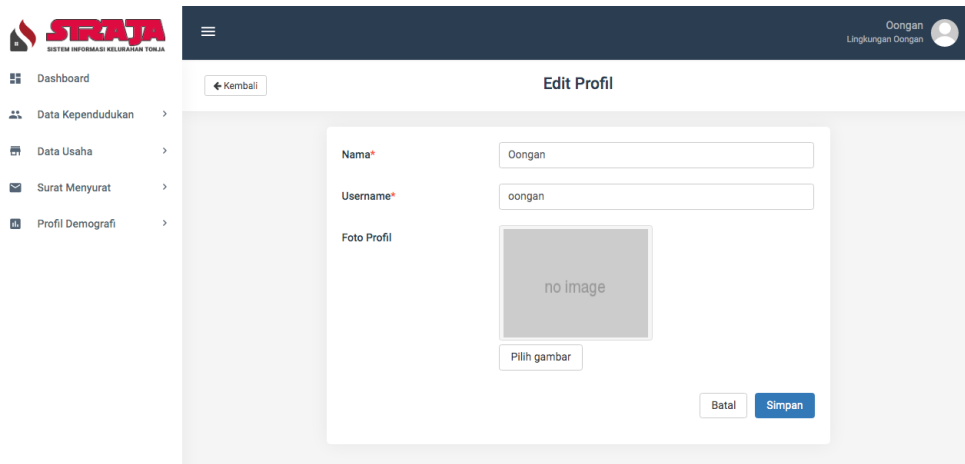 STRAJA
SISTEM INFORMASI KELURAHAN TONJA
Oongan
Lingkungan Oongan
Dashboard
Data Kependudukan
Data Usaha
Surat Menyurat
Profil Demografi
Kembali
Edit Profil
Nama*
Oongan
Username*
oongan
Foto Profil
no image
Pilih gambar
Batal
Simpan